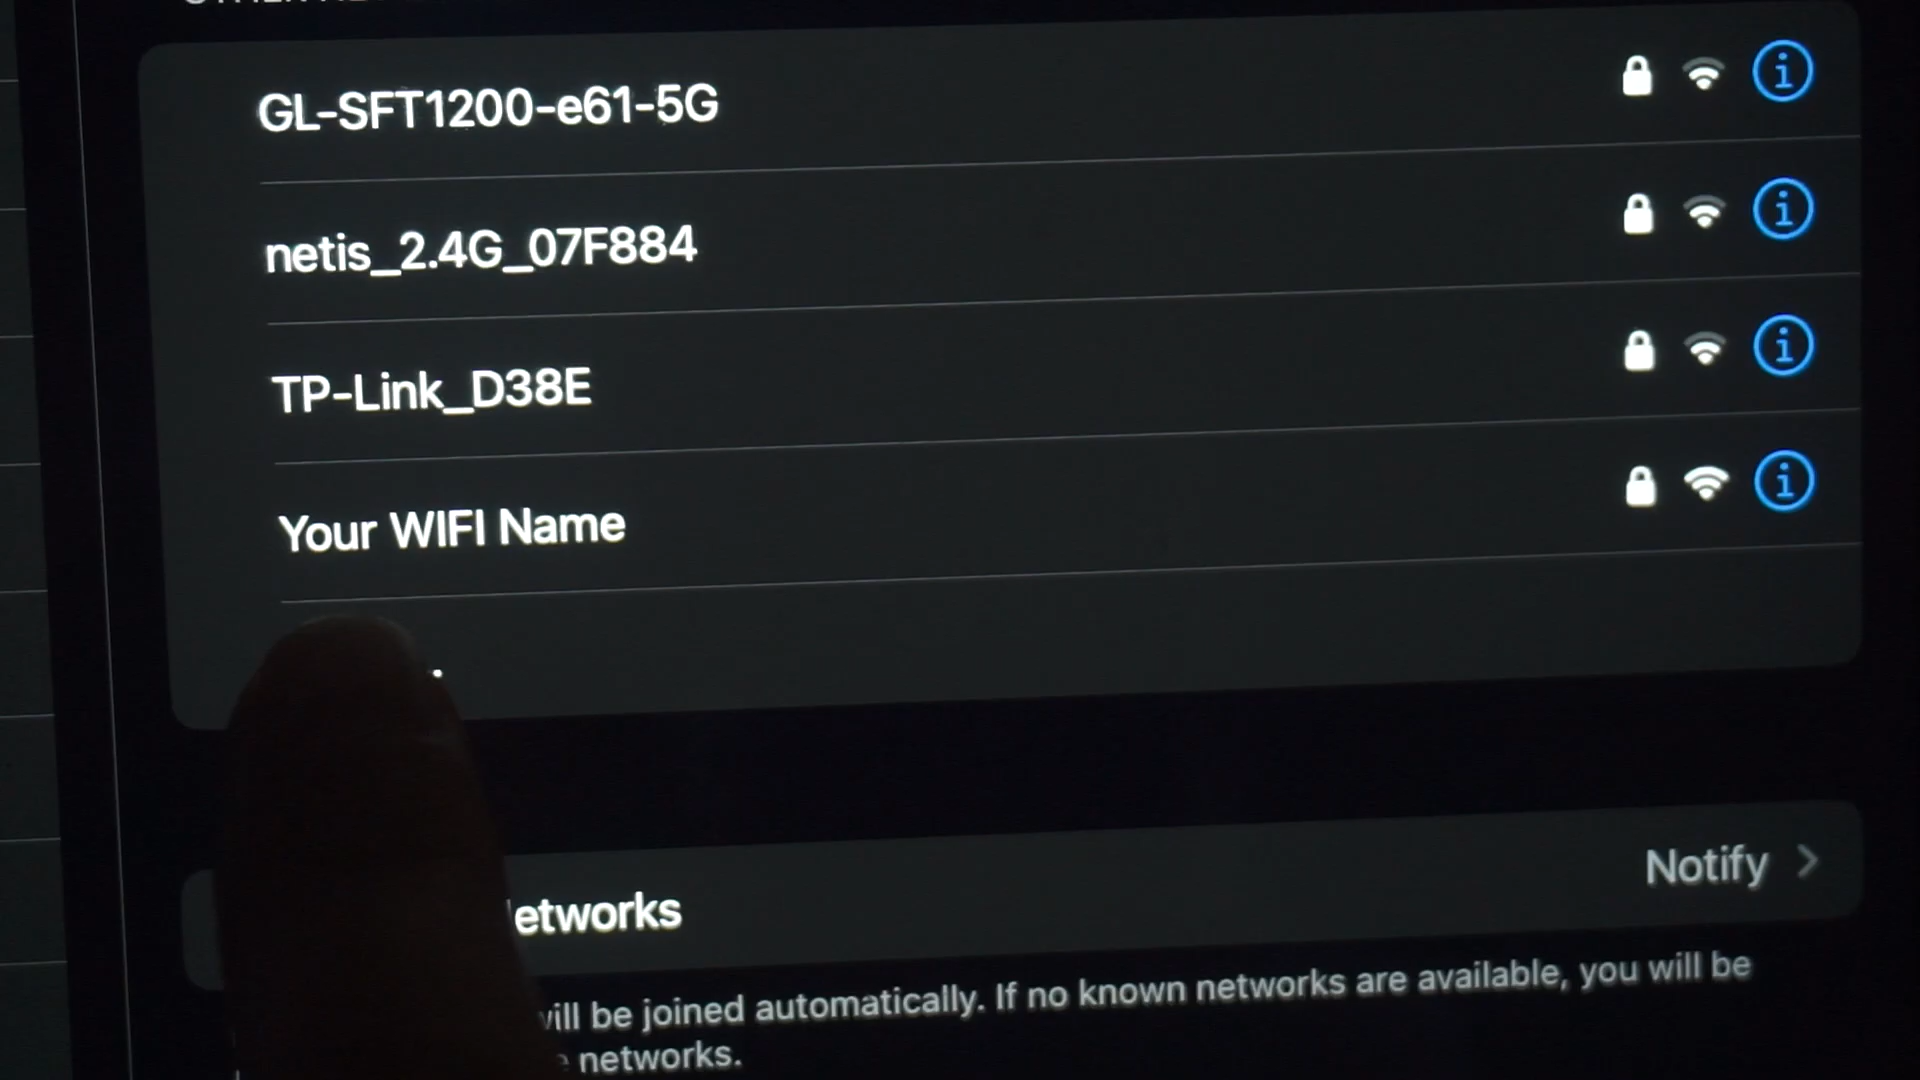 GL-SFT1200-e61-5G
netis_2.4G_07F884
TP-Link_D38E
Your WIFI Name
Notify
etworks
will be joined automatically. If no known networks are available, you will be
networks.